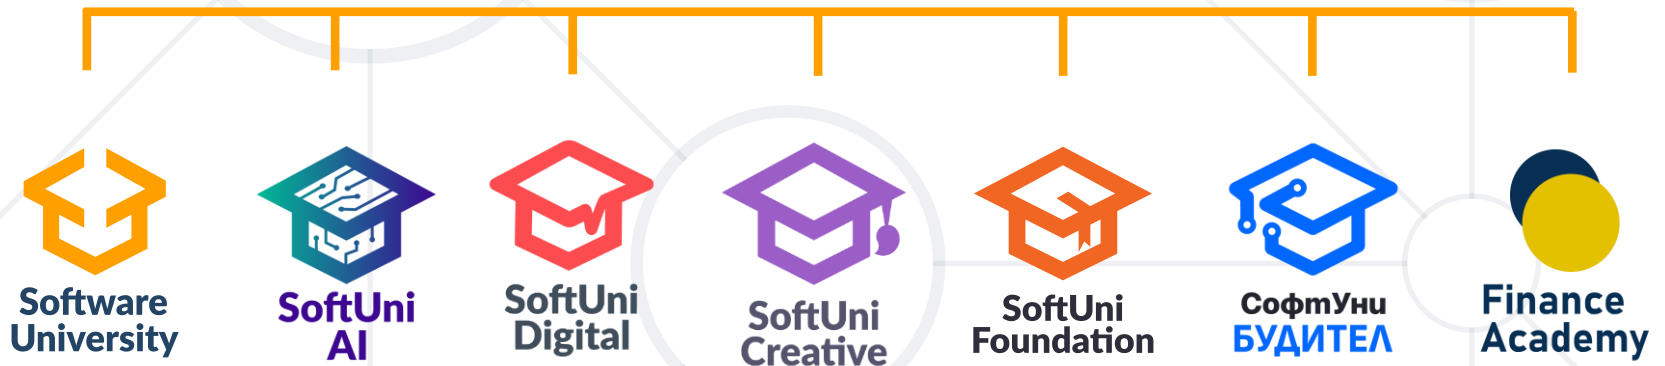 Software
University
SoftUni
AI
SoftUni
Digital
SoftUni
Creative
SoftUni
Foundation
СофтУни
БУДИТЕЛ
Finance
Academy